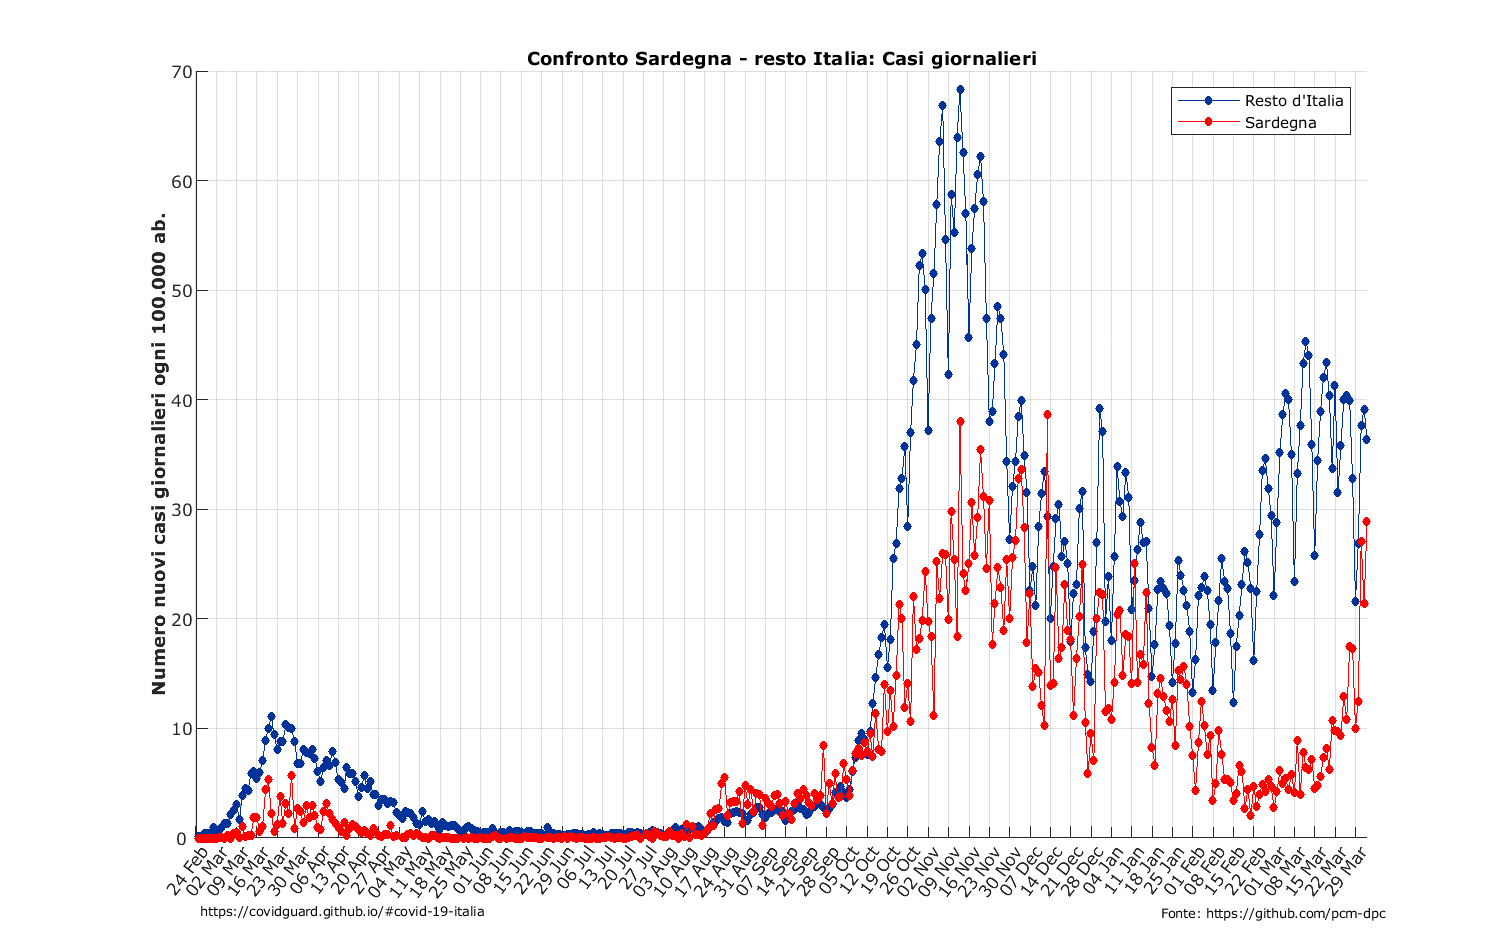 Confronto Sardegna - resto Italia: Casi giornalieri
Resto d'Italia
Sardegna
Numero nuovi casi giornalieri ogni 100.000 ab.
70
60
50
40
30
20
10
0
24 Feb
02 Mar
09 Mar
16 Mar
23 Mar
30 Mar
06 Apr
13 Apr
20 Apr
27 Apr
04 May
11 May
18 May
25 May
01 Jun
08 Jun
15 Jun
22 Jun
29 Jun
06 Jul
13 Jul
20 Jul
27 Jul
03 Aug
10 Aug
17 Aug
24 Aug
31 Aug
07 Sep
14 Sep
21 Sep
28 Sep
05 Oct
12 Oct
19 Oct
26 Oct
02 Nov
09 Nov
16 Nov
23 Nov
30 Nov
07 Dec
14 Dec
21 Dec
28 Dec
04 Jan
11 Jan
18 Jan
25 Jan
01 Feb
08 Feb
15 Feb
22 Feb
01 Mar
08 Mar
15 Mar
22 Mar
29 Mar
https://covidguard.github.io/#covid-19-italia
Fonte: https://github.com/pcm-dpc